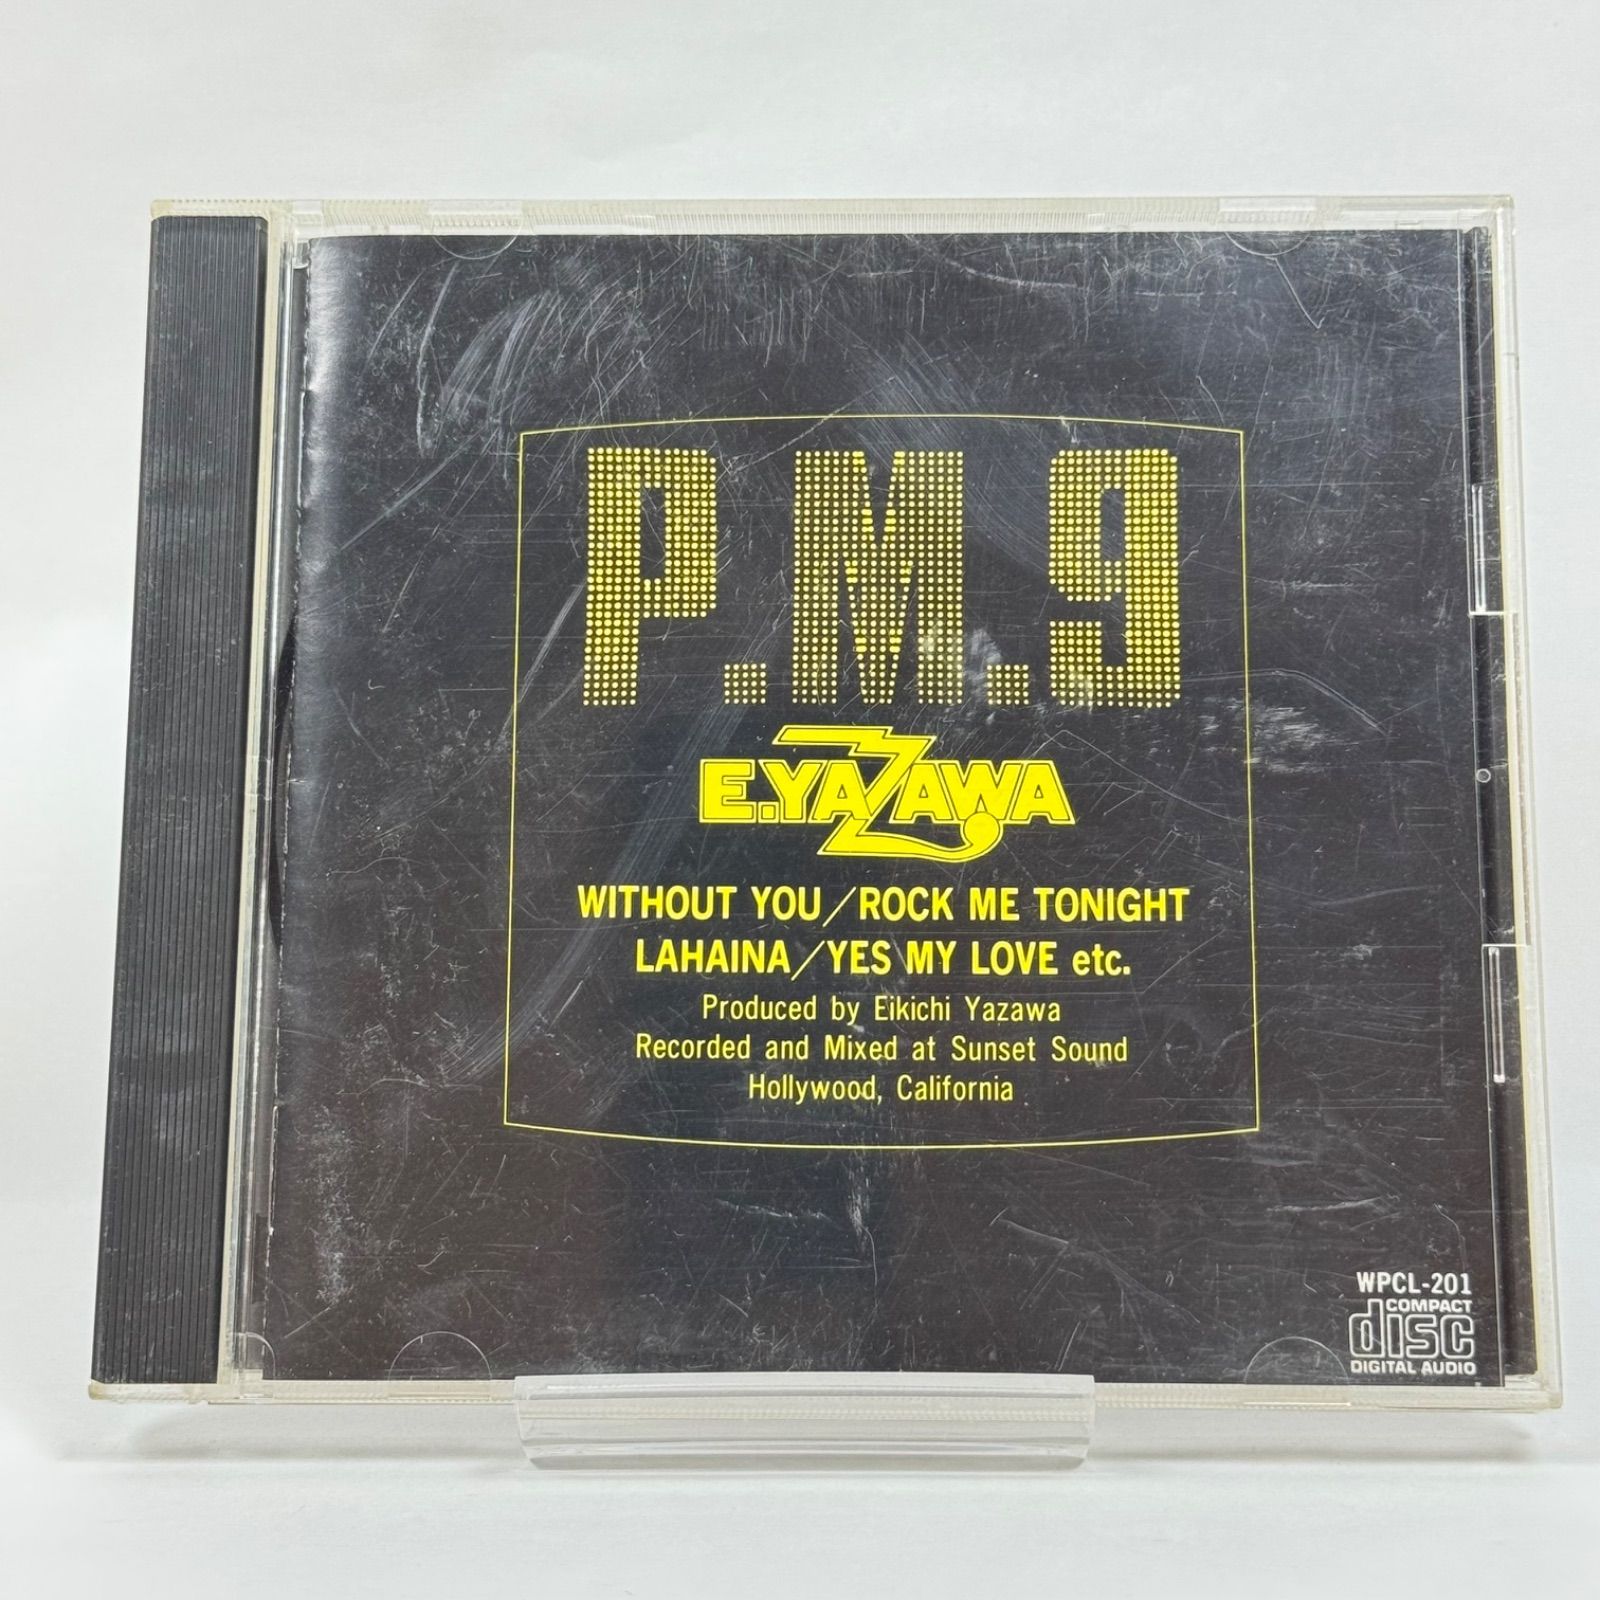 P.M.9
E.YAZAWA
WITHOUT YOU/ROCK ME TONIGHT
LAHAINA/YES MY LOVE etc.
Produced by Eikichi Yazawa
Recorded and Mixed at Sunset Sound
Hollywood, California
WPCL-201
COMPACT
disc
DIGITAL AUDIO